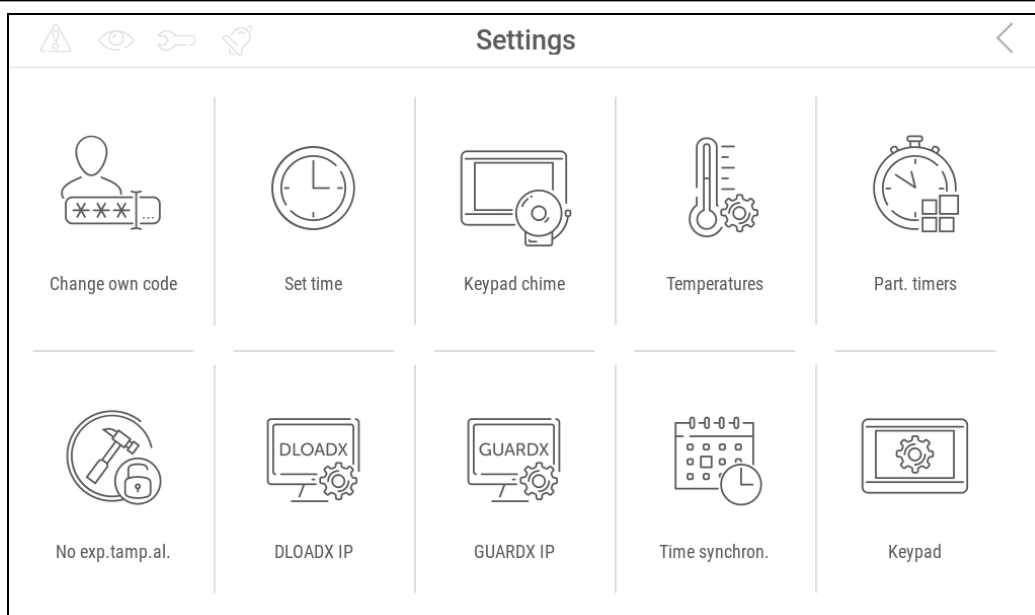 Settings
Change own code
Set time
Keypad chime
Temperatures
Part. timers
DLOADX
GUARDX
No exp.tamp.al.
DLOADX IP
GUARDX IP
Time synchron.
Keypad